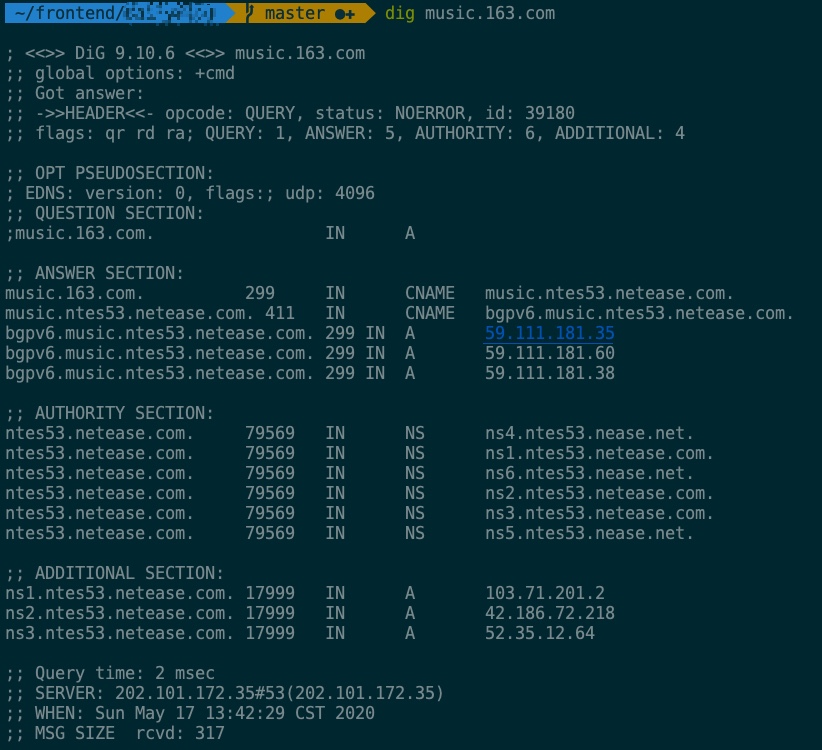 ~/frontend/ master ●✚ dig music.163.com
; <<>> DiG 9.10.6 <<>> music.163.com
;; global options: +cmd
;; Got answer:
;; ->>HEADER<<- opcode: QUERY, status: NOERROR, id: 39180
;; flags: qr rd ra; QUERY: 1, ANSWER: 5, AUTHORITY: 6, ADDITIONAL: 4
;; OPT PSEUDOSECTION:
; EDNS: version: 0, flags:; udp: 4096
;; QUESTION SECTION:
;music.163.com. IN A
;; ANSWER SECTION:
music.163.com. 299 IN CNAME music.ntes53.netease.com.
music.ntes53.netease.com. 411 IN CNAME bgpv6.music.ntes53.netease.com.
bgpv6.music.ntes53.netease.com. 299 IN A 59.111.181.35
bgpv6.music.ntes53.netease.com. 299 IN A 59.111.181.60
bgpv6.music.ntes53.netease.com. 299 IN A 59.111.181.38
;; AUTHORITY SECTION:
ntes53.netease.com. 79569 IN NS ns4.ntes53.nease.net.
ntes53.netease.com. 79569 IN NS ns1.ntes53.netease.com.
ntes53.netease.com. 79569 IN NS ns6.ntes53.nease.net.
ntes53.netease.com. 79569 IN NS ns2.ntes53.netease.com.
ntes53.netease.com. 79569 IN NS ns3.ntes53.netease.com.
ntes53.netease.com. 79569 IN NS ns5.ntes53.nease.net.
;; ADDITIONAL SECTION:
ns1.ntes53.netease.com. 17999 IN A 103.71.201.2
ns2.ntes53.netease.com. 17999 IN A 42.186.72.218
ns3.ntes53.netease.com. 17999 IN A 52.35.12.64
;; Query time: 2 msec
;; SERVER: 202.101.172.35#53(202.101.172.35)
;; WHEN: Sun May 17 13:42:29 CST 2020
;; MSG SIZE rcvd: 317